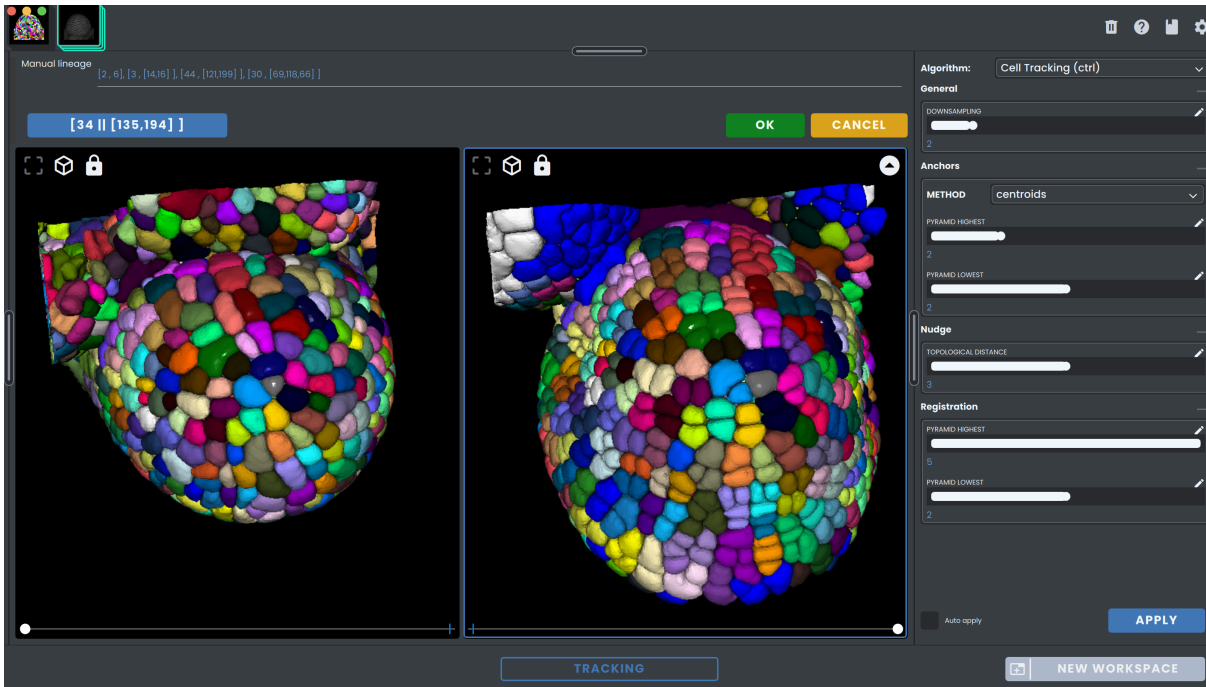 Manual lineage
[2 , 6], [3 , [14,16] ], [44 , [121,199] ], [30 , [69,118,66] ]
[34 || [135,194] ]
OK
CANCEL
Algorithm:
Cell Tracking (ctrl)
General
DOWNSAMPLING
2
Anchors
METHOD
centroids
PYRAMID HIGHEST
2
PYRAMID LOWEST
2
Nudge
TOPOLOGICAL DISTANCE
3
Registration
PYRAMID HIGHEST
5
PYRAMID LOWEST
2
Auto apply
APPLY
TRACKING
NEW WORKSPACE